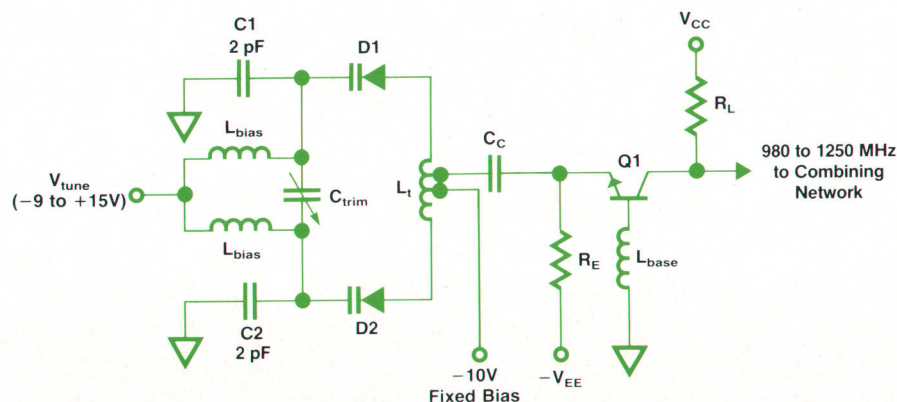 C1
2 pF
D1
V_CC
R_L
L_bias
C_C
Q1
980 to 1250 MHz
to Combining
Network
V_tune
(−9 to +15V)
C_trim
L_t
L_bias
R_E
L_base
C2
2 pF
D2
−10V
Fixed Bias
−V_EE